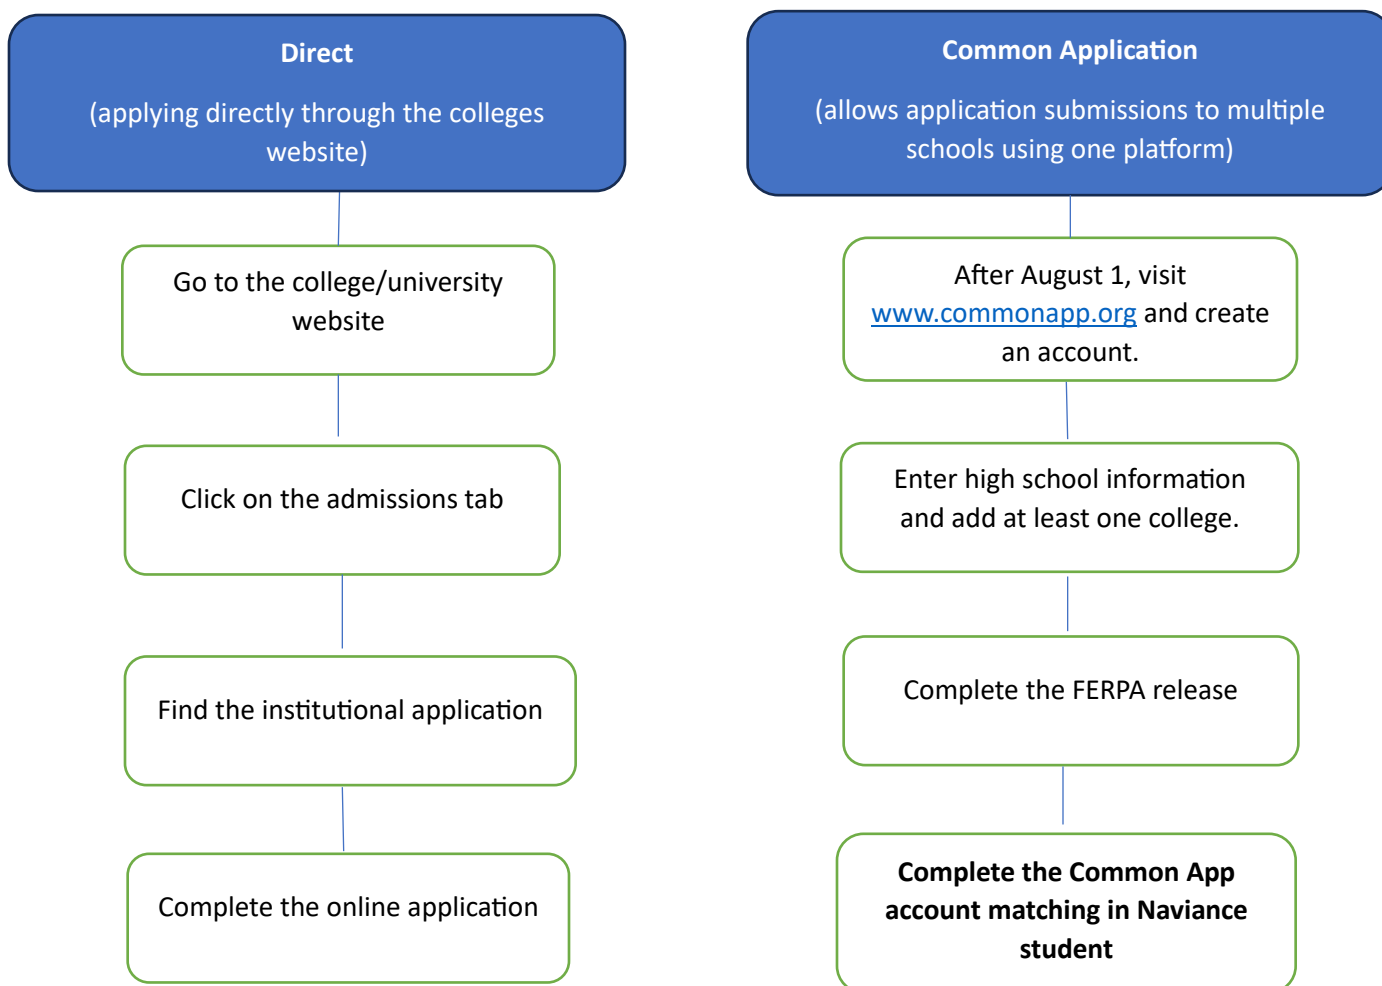 Direct
(applying directly through the colleges
website)
Go to the college/university
website
Click on the admissions tab
Find the institutional application
Complete the online application
Common Application
(allows application submissions to multiple
schools using one platform)
After August 1, visit
www.commonapp.org and create
an account.
Enter high school information
and add at least one college.
Complete the FERPA release
Complete the Common App
account matching in Naviance
student